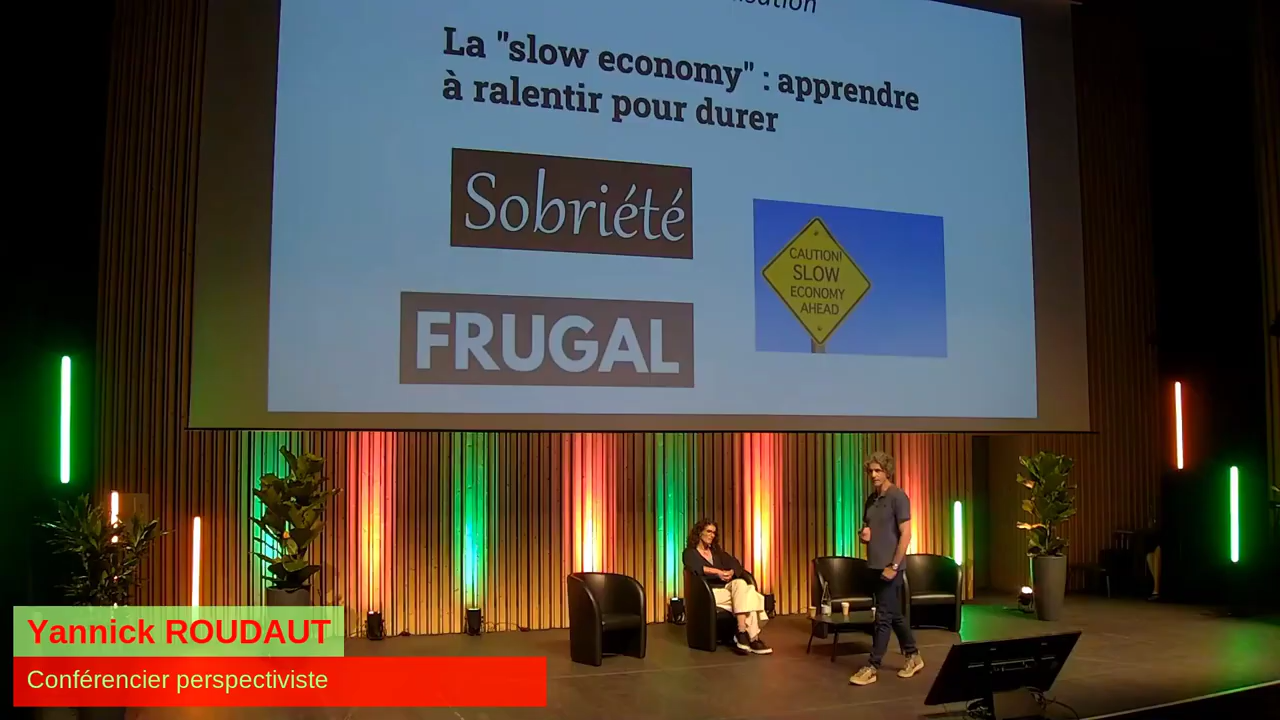 La "slow economy" : apprendre
à ralentir pour durer
Sobriété
CAUTION!
SLOW
ECONOMY
AHEAD
FRUGAL
Yannick ROUDAUT
Conférencier perspectiviste